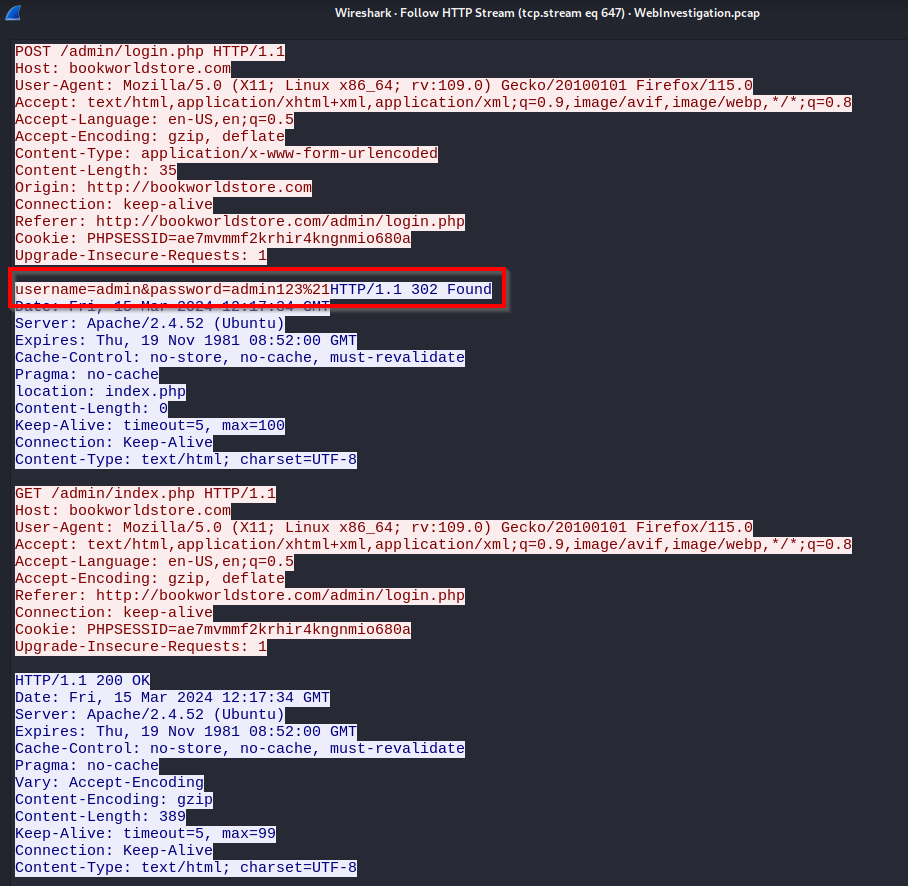 Wireshark · Follow HTTP Stream (tcp.stream eq 647) · WebInvestigation.pcap
POST /admin/login.php HTTP/1.1
Host: bookworldstore.com
User-Agent: Mozilla/5.0 (X11; Linux x86_64; rv:109.0) Gecko/20100101 Firefox/115.0
Accept: text/html,application/xhtml+xml,application/xml;q=0.9,image/avif,image/webp,*/*;q=0.8
Accept-Language: en-US,en;q=0.5
Accept-Encoding: gzip, deflate
Content-Type: application/x-www-form-urlencoded
Content-Length: 35
Origin: http://bookworldstore.com
Connection: keep-alive
Referer: http://bookworldstore.com/admin/login.php
Cookie: PHPSESSID=ae7mvmmf2krhir4kngnmio680a
Upgrade-Insecure-Requests: 1
username=admin&password=admin123%21HTTP/1.1 302 Found
Date: Fri, 15 Mar 2024 12:17:34 GMT
Server: Apache/2.4.52 (Ubuntu)
Expires: Thu, 19 Nov 1981 08:52:00 GMT
Cache-Control: no-store, no-cache, must-revalidate
Pragma: no-cache
location: index.php
Content-Length: 0
Keep-Alive: timeout=5, max=100
Connection: Keep-Alive
Content-Type: text/html; charset=UTF-8
GET /admin/index.php HTTP/1.1
Host: bookworldstore.com
User-Agent: Mozilla/5.0 (X11; Linux x86_64; rv:109.0) Gecko/20100101 Firefox/115.0
Accept: text/html,application/xhtml+xml,application/xml;q=0.9,image/avif,image/webp,*/*;q=0.8
Accept-Language: en-US,en;q=0.5
Accept-Encoding: gzip, deflate
Referer: http://bookworldstore.com/admin/login.php
Connection: keep-alive
Cookie: PHPSESSID=ae7mvmmf2krhir4kngnmio680a
Upgrade-Insecure-Requests: 1
HTTP/1.1 200 OK
Date: Fri, 15 Mar 2024 12:17:34 GMT
Server: Apache/2.4.52 (Ubuntu)
Expires: Thu, 19 Nov 1981 08:52:00 GMT
Cache-Control: no-store, no-cache, must-revalidate
Pragma: no-cache
Vary: Accept-Encoding
Content-Encoding: gzip
Content-Length: 389
Keep-Alive: timeout=5, max=99
Connection: Keep-Alive
Content-Type: text/html; charset=UTF-8